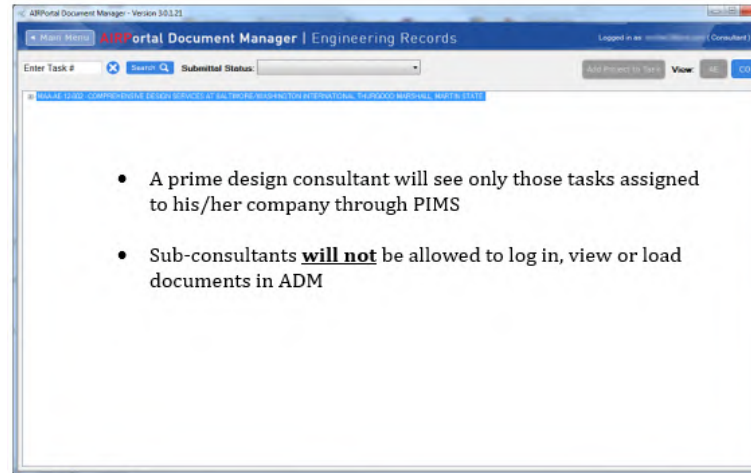 AIRPortal Document Manager - Version 3.0.1.21
◄ Main Menu AIRPortal Document Manager | Engineering Records Logged in as (Consultant)
Enter Task # Search Submittal Status: Add Project to Task View: AE CO
MAA-AE-12-002 - COMPREHENSIVE DESIGN SERVICES AT BALTIMORE-WASHINGTON INTERNATIONAL THURGOOD MARSHALL, MARTIN STATE
• A prime design consultant will see only those tasks assigned
to his/her company through PIMS
• Sub-consultants will not be allowed to log in, view or load
documents in ADM